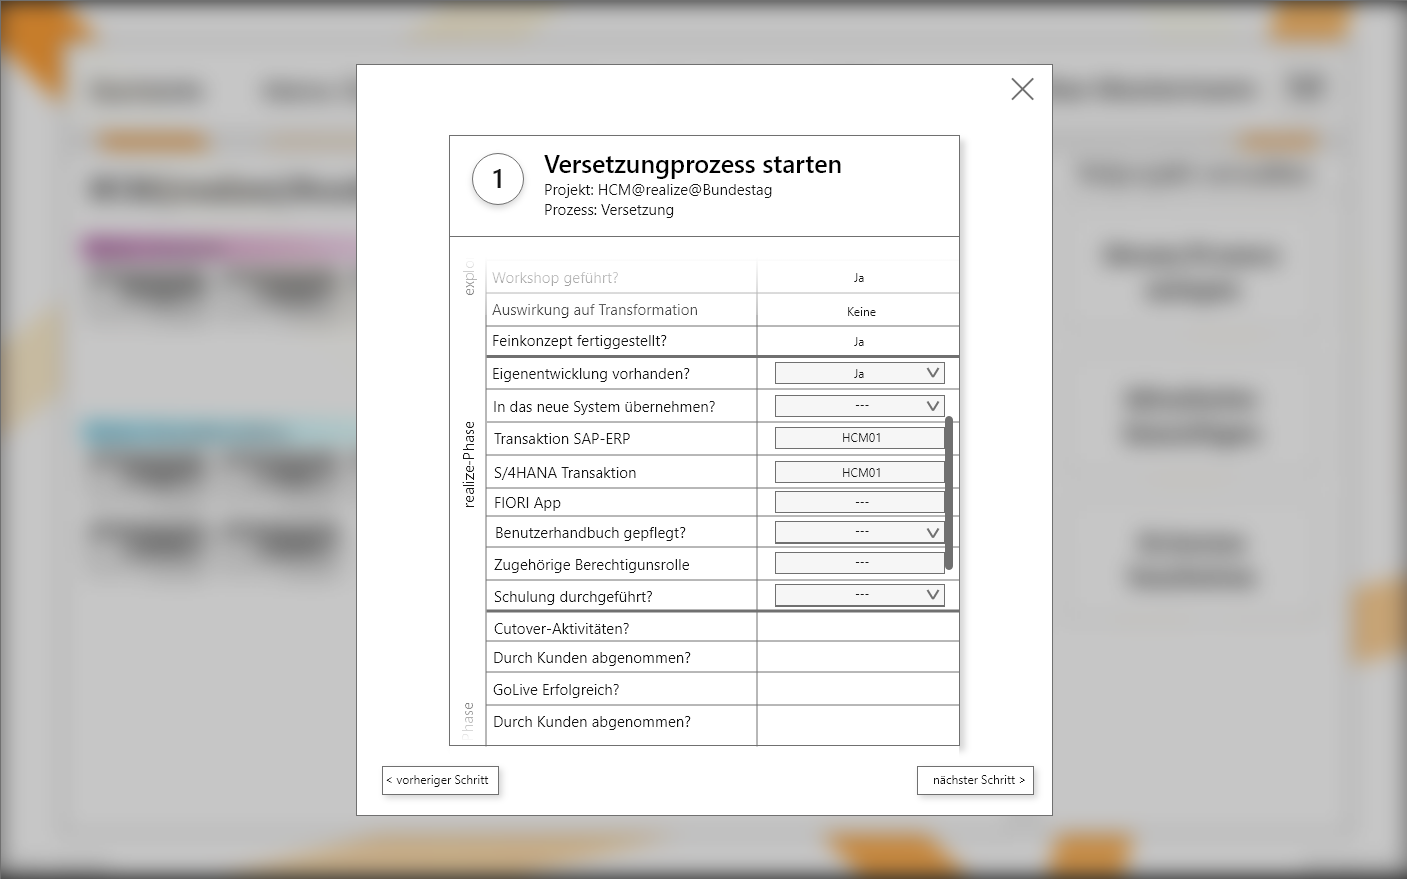 1
Versetzungprozess starten
Projekt: HCM@realize@Bundestag
Prozess: Versetzung
explo
Workshop geführt? Ja
Auswirkung auf Transformation Keine
Feinkonzept fertiggestellt? Ja
realize-Phase
Eigenentwicklung vorhanden? Ja
In das neue System übernehmen? ---
Transaktion SAP-ERP HCM01
S/4HANA Transaktion HCM01
FIORI App ---
Benutzerhandbuch gepflegt? ---
Zugehörige Berechtigunsrolle ---
Schulung durchgeführt? ---
Phase
Cutover-Aktivitäten?
Durch Kunden abgenommen?
GoLive Erfolgreich?
Durch Kunden abgenommen?
< vorheriger Schritt
nächster Schritt >